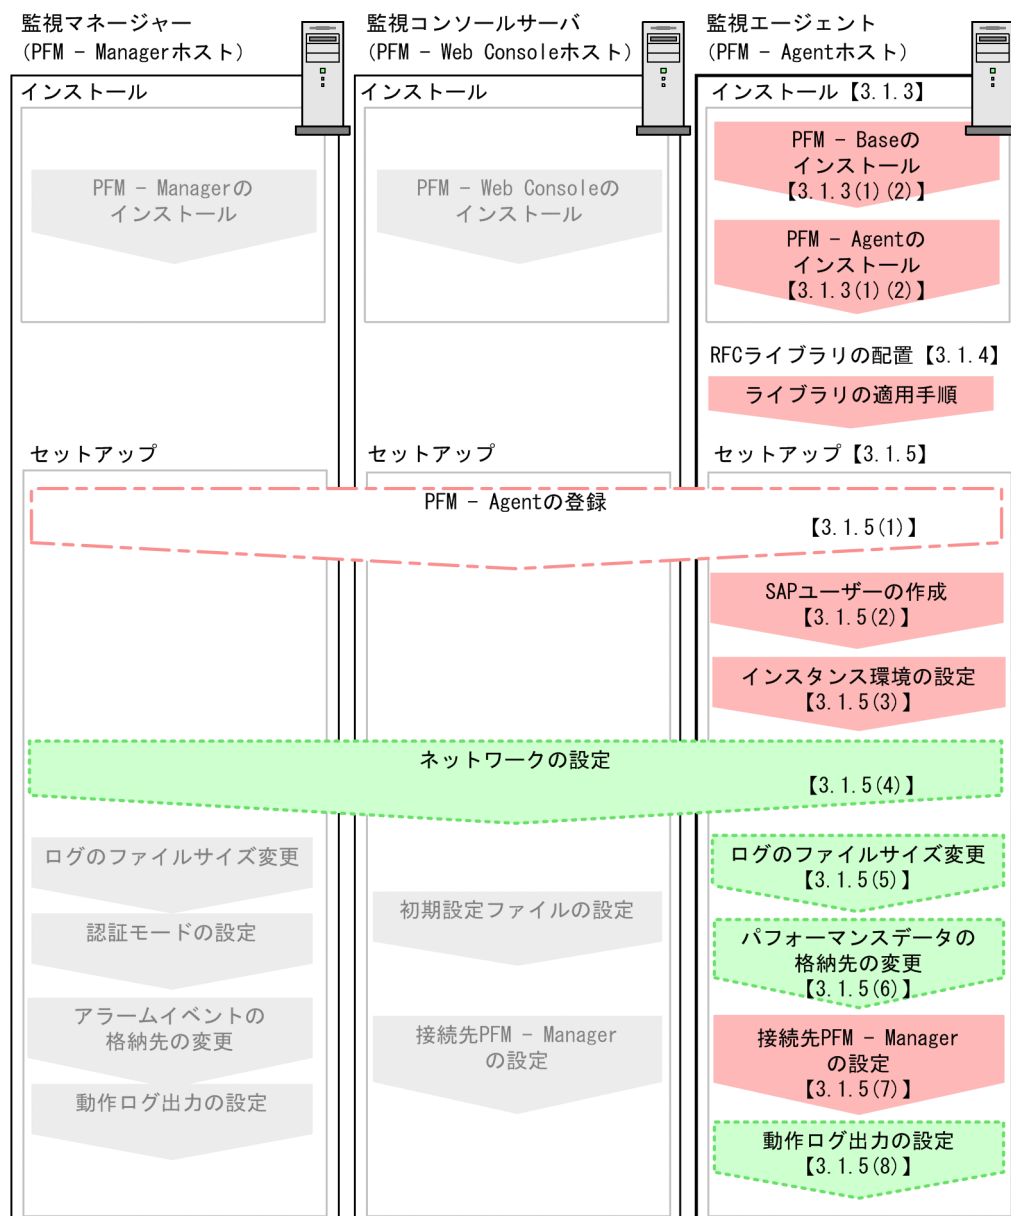 監視マネージャー
(PFM - Managerホスト)
監視コンソールサーバ
(PFM - Web Consoleホスト)
監視エージェント
(PFM - Agentホスト)
インストール
PFM - Managerの
インストール
インストール
PFM - Web Consoleの
インストール
インストール【3.1.3】
PFM - Baseの
インストール
【3.1.3(1)(2)】
PFM - Agentの
インストール
【3.1.3(1)(2)】
RFCライブラリの配置【3.1.4】
ライブラリの適用手順
セットアップ
セットアップ
セットアップ【3.1.5】
PFM - Agentの登録
【3.1.5(1)】
SAPユーザーの作成
【3.1.5(2)】
インスタンス環境の設定
【3.1.5(3)】
ネットワークの設定
【3.1.5(4)】
ログのファイルサイズ変更
認証モードの設定
アラームイベントの
格納先の変更
動作ログ出力の設定
初期設定ファイルの設定
接続先PFM - Manager
の設定
ログのファイルサイズ変更
【3.1.5(5)】
パフォーマンスデータの
格納先の変更
【3.1.5(6)】
接続先PFM - Manager
の設定
【3.1.5(7)】
動作ログ出力の設定
【3.1.5(8)】